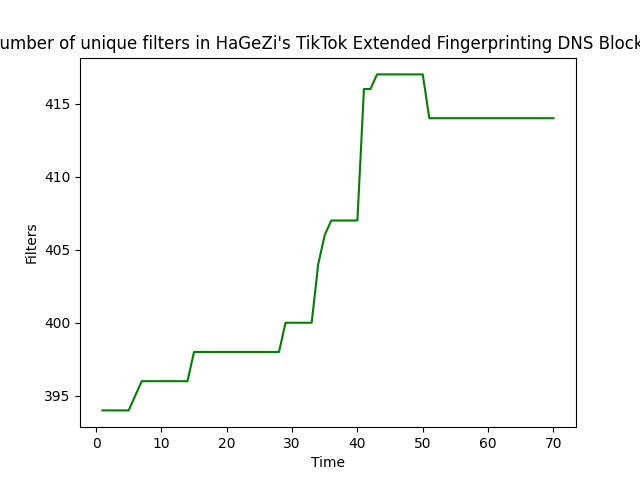 umber of unique filters in HaGeZi's TikTok Extended Fingerprinting DNS Block
415
410
405
400
395
Filters
0 10 20 30 40 50 60 70
Time